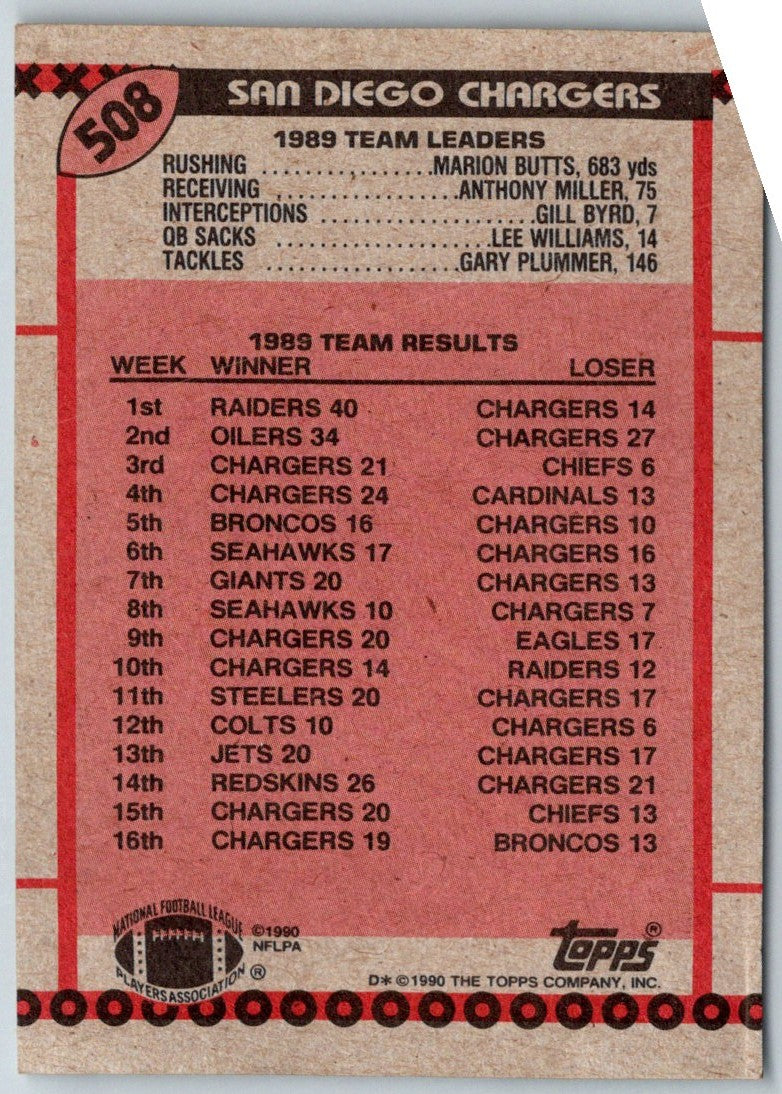 508
SAN DIEGO CHARGERS
1989 TEAM LEADERS
RUSHING ................MARION BUTTS, 683 yds
RECEIVING .................ANTHONY MILLER, 75
INTERCEPTIONS ....................GILL BYRD, 7
QB SACKS ....................LEE WILLIAMS, 14
TACKLES ..................GARY PLUMMER, 146
1989 TEAM RESULTS
WEEK WINNER LOSER
1st RAIDERS 40 CHARGERS 14
2nd OILERS 34 CHARGERS 27
3rd CHARGERS 21 CHIEFS 6
4th CHARGERS 24 CARDINALS 13
5th BRONCOS 16 CHARGERS 10
6th SEAHAWKS 17 CHARGERS 16
7th GIANTS 20 CHARGERS 13
8th SEAHAWKS 10 CHARGERS 7
9th CHARGERS 20 EAGLES 17
10th CHARGERS 14 RAIDERS 12
11th STEELERS 20 CHARGERS 17
12th COLTS 10 CHARGERS 6
13th JETS 20 CHARGERS 17
14th REDSKINS 26 CHARGERS 21
15th CHARGERS 20 CHIEFS 13
16th CHARGERS 19 BRONCOS 13
NATIONAL FOOTBALL LEAGUE
PLAYERS ASSOCIATION ®
©1990
NFLPA
TOPPS®
D* ©1990 THE TOPPS COMPANY, INC.